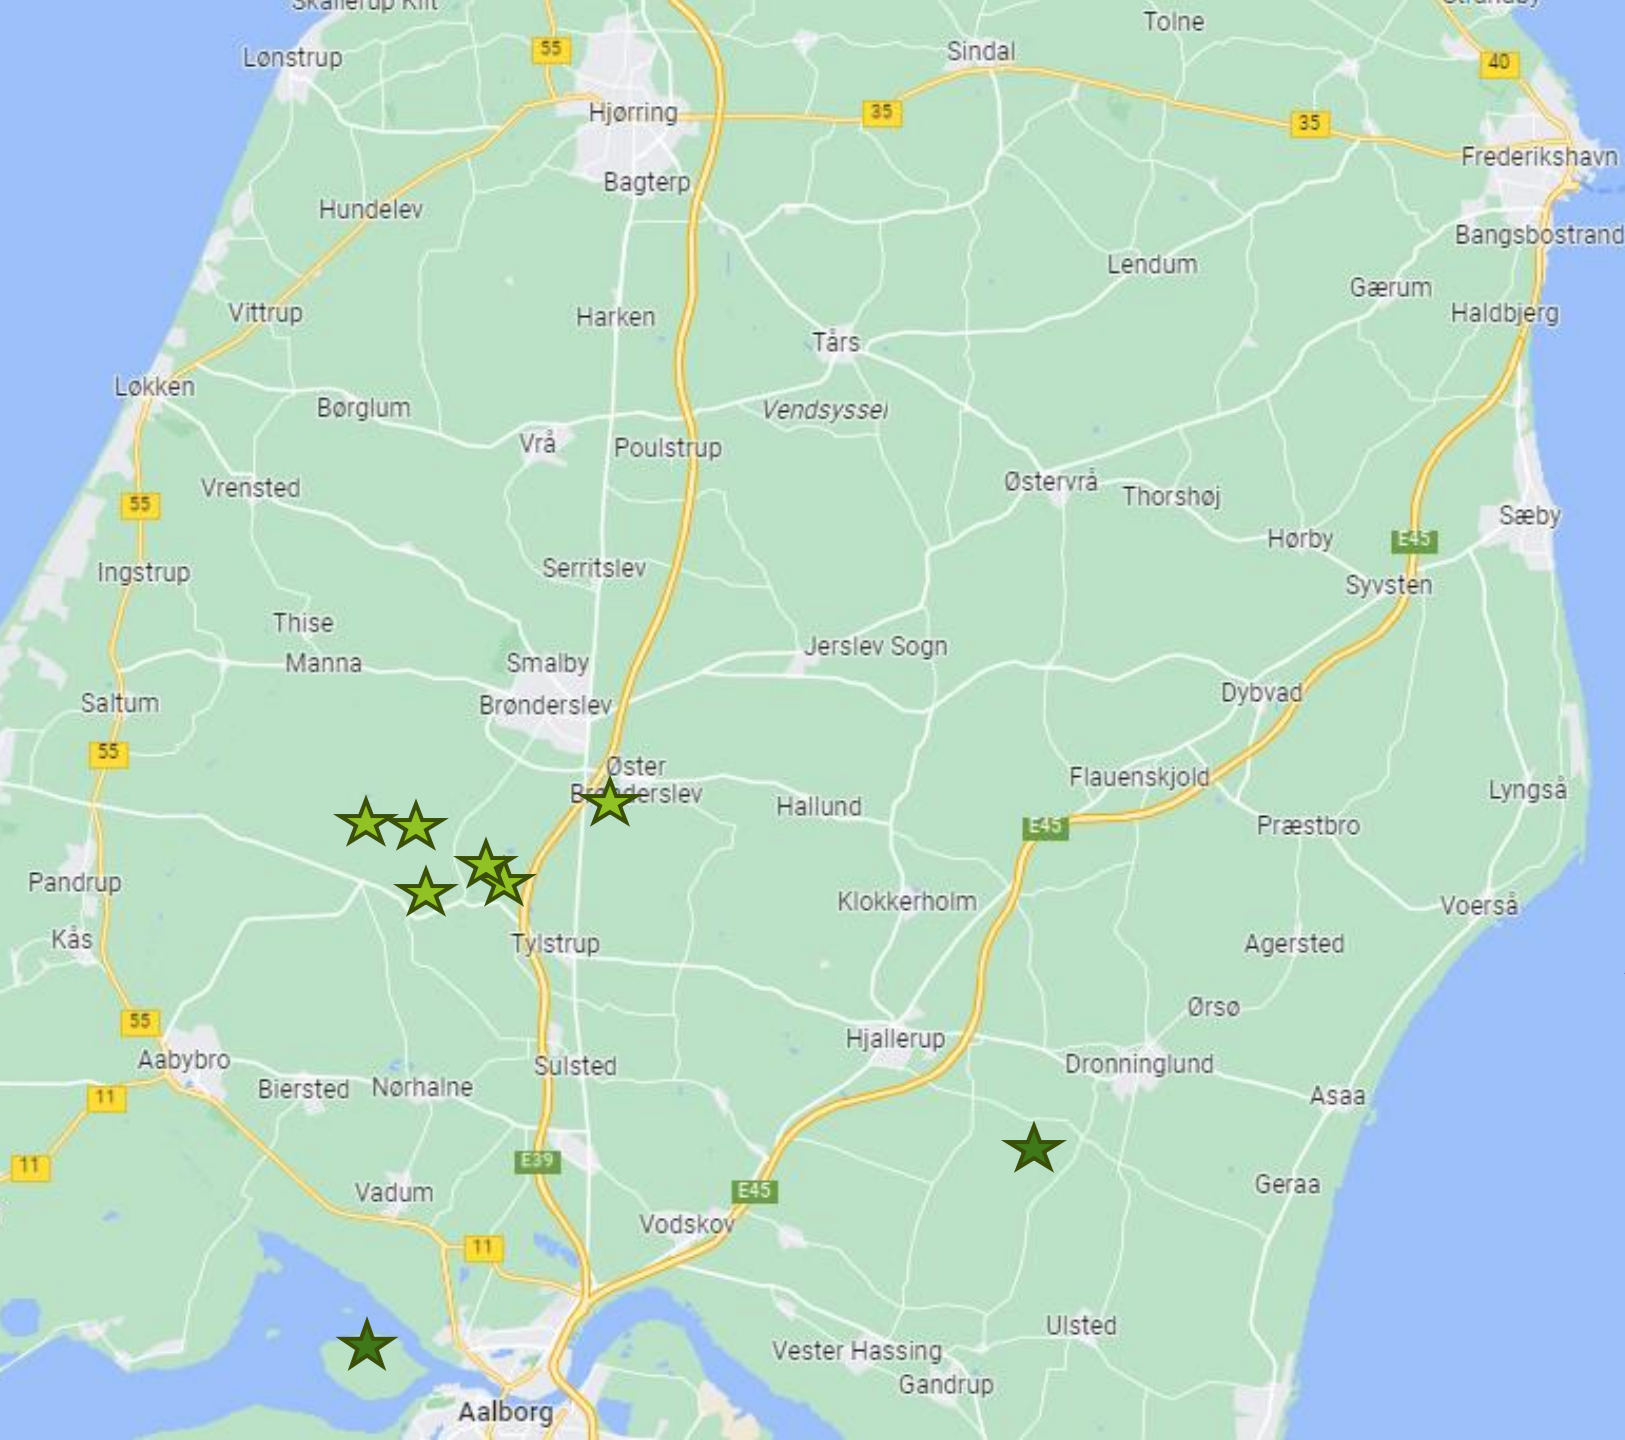 Skallerup Klit
Strandby
Tolne
Lønstrup
55
Sindal
40
Hjørring
35
35
Frederikshavn
Bagterp
Hundelev
Bangsbostrand
Lendum
Gærum
Vittrup
Harken
Haldbjerg
Tårs
Løkken
Børglum
Vendsyssel
Vrå
Poulstrup
Vrensted
Østervrå
Thorshøj
55
Sæby
Hørby
E45
Ingstrup
Serritslev
Syvsten
Thise
Jerslev Sogn
Manna
Smalby
Saltum
Brønderslev
Dybvad
55
Øster
Brønderslev
Flauenskjold
Lyngså
Hallund
E45
Præstbro
Pandrup
Klokkerholm
Voerså
Kås
Tylstrup
Agersted
Ørsø
55
Hjallerup
Aabybro
Sulsted
Dronninglund
Biersted
Nørhalne
11
Asaa
11
E39
Vadum
E45
Geraa
Vodskov
11
Ulsted
Vester Hassing
Gandrup
Aalborg